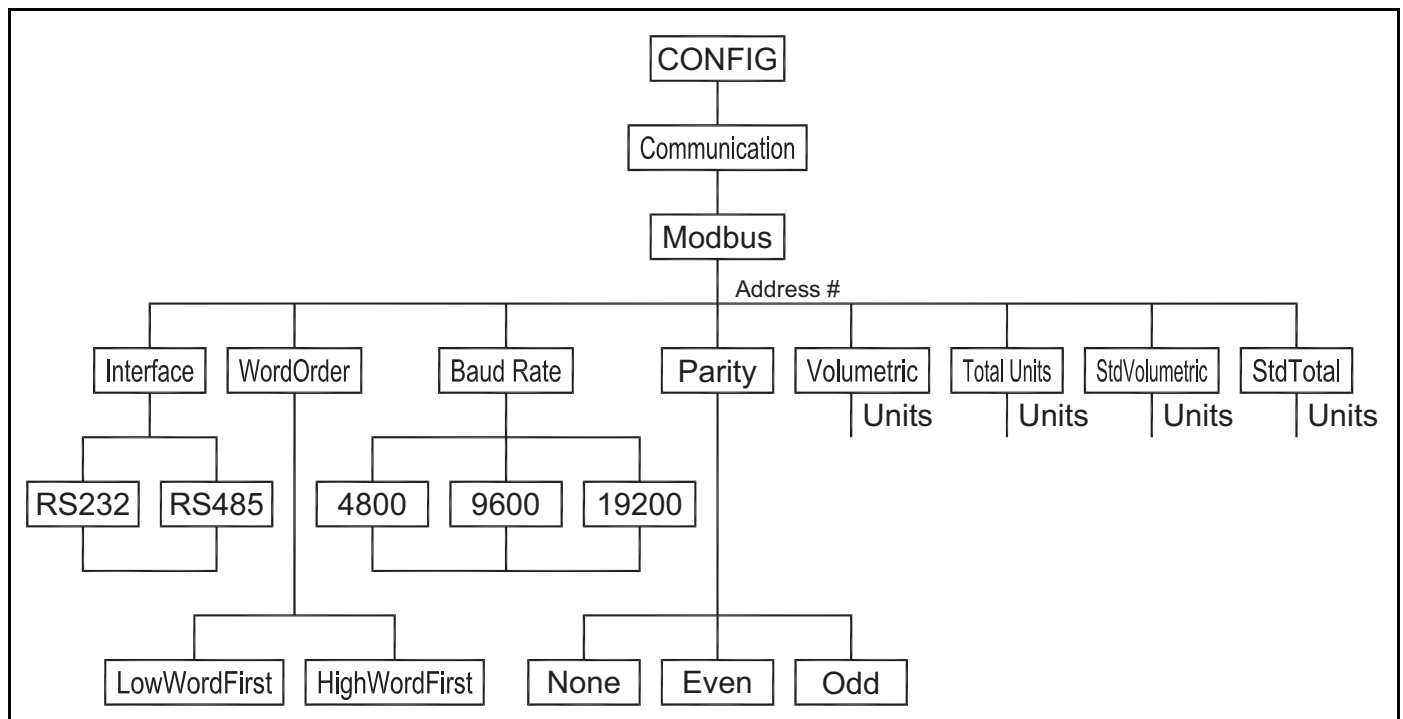 CONFIG
Communication
Modbus
Address #
Interface WordOrder Baud Rate Parity Volumetric Total Units StdVolumetric StdTotal
Units Units Units Units
RS232 RS485 4800 9600 19200
LowWordFirst HighWordFirst None Even Odd